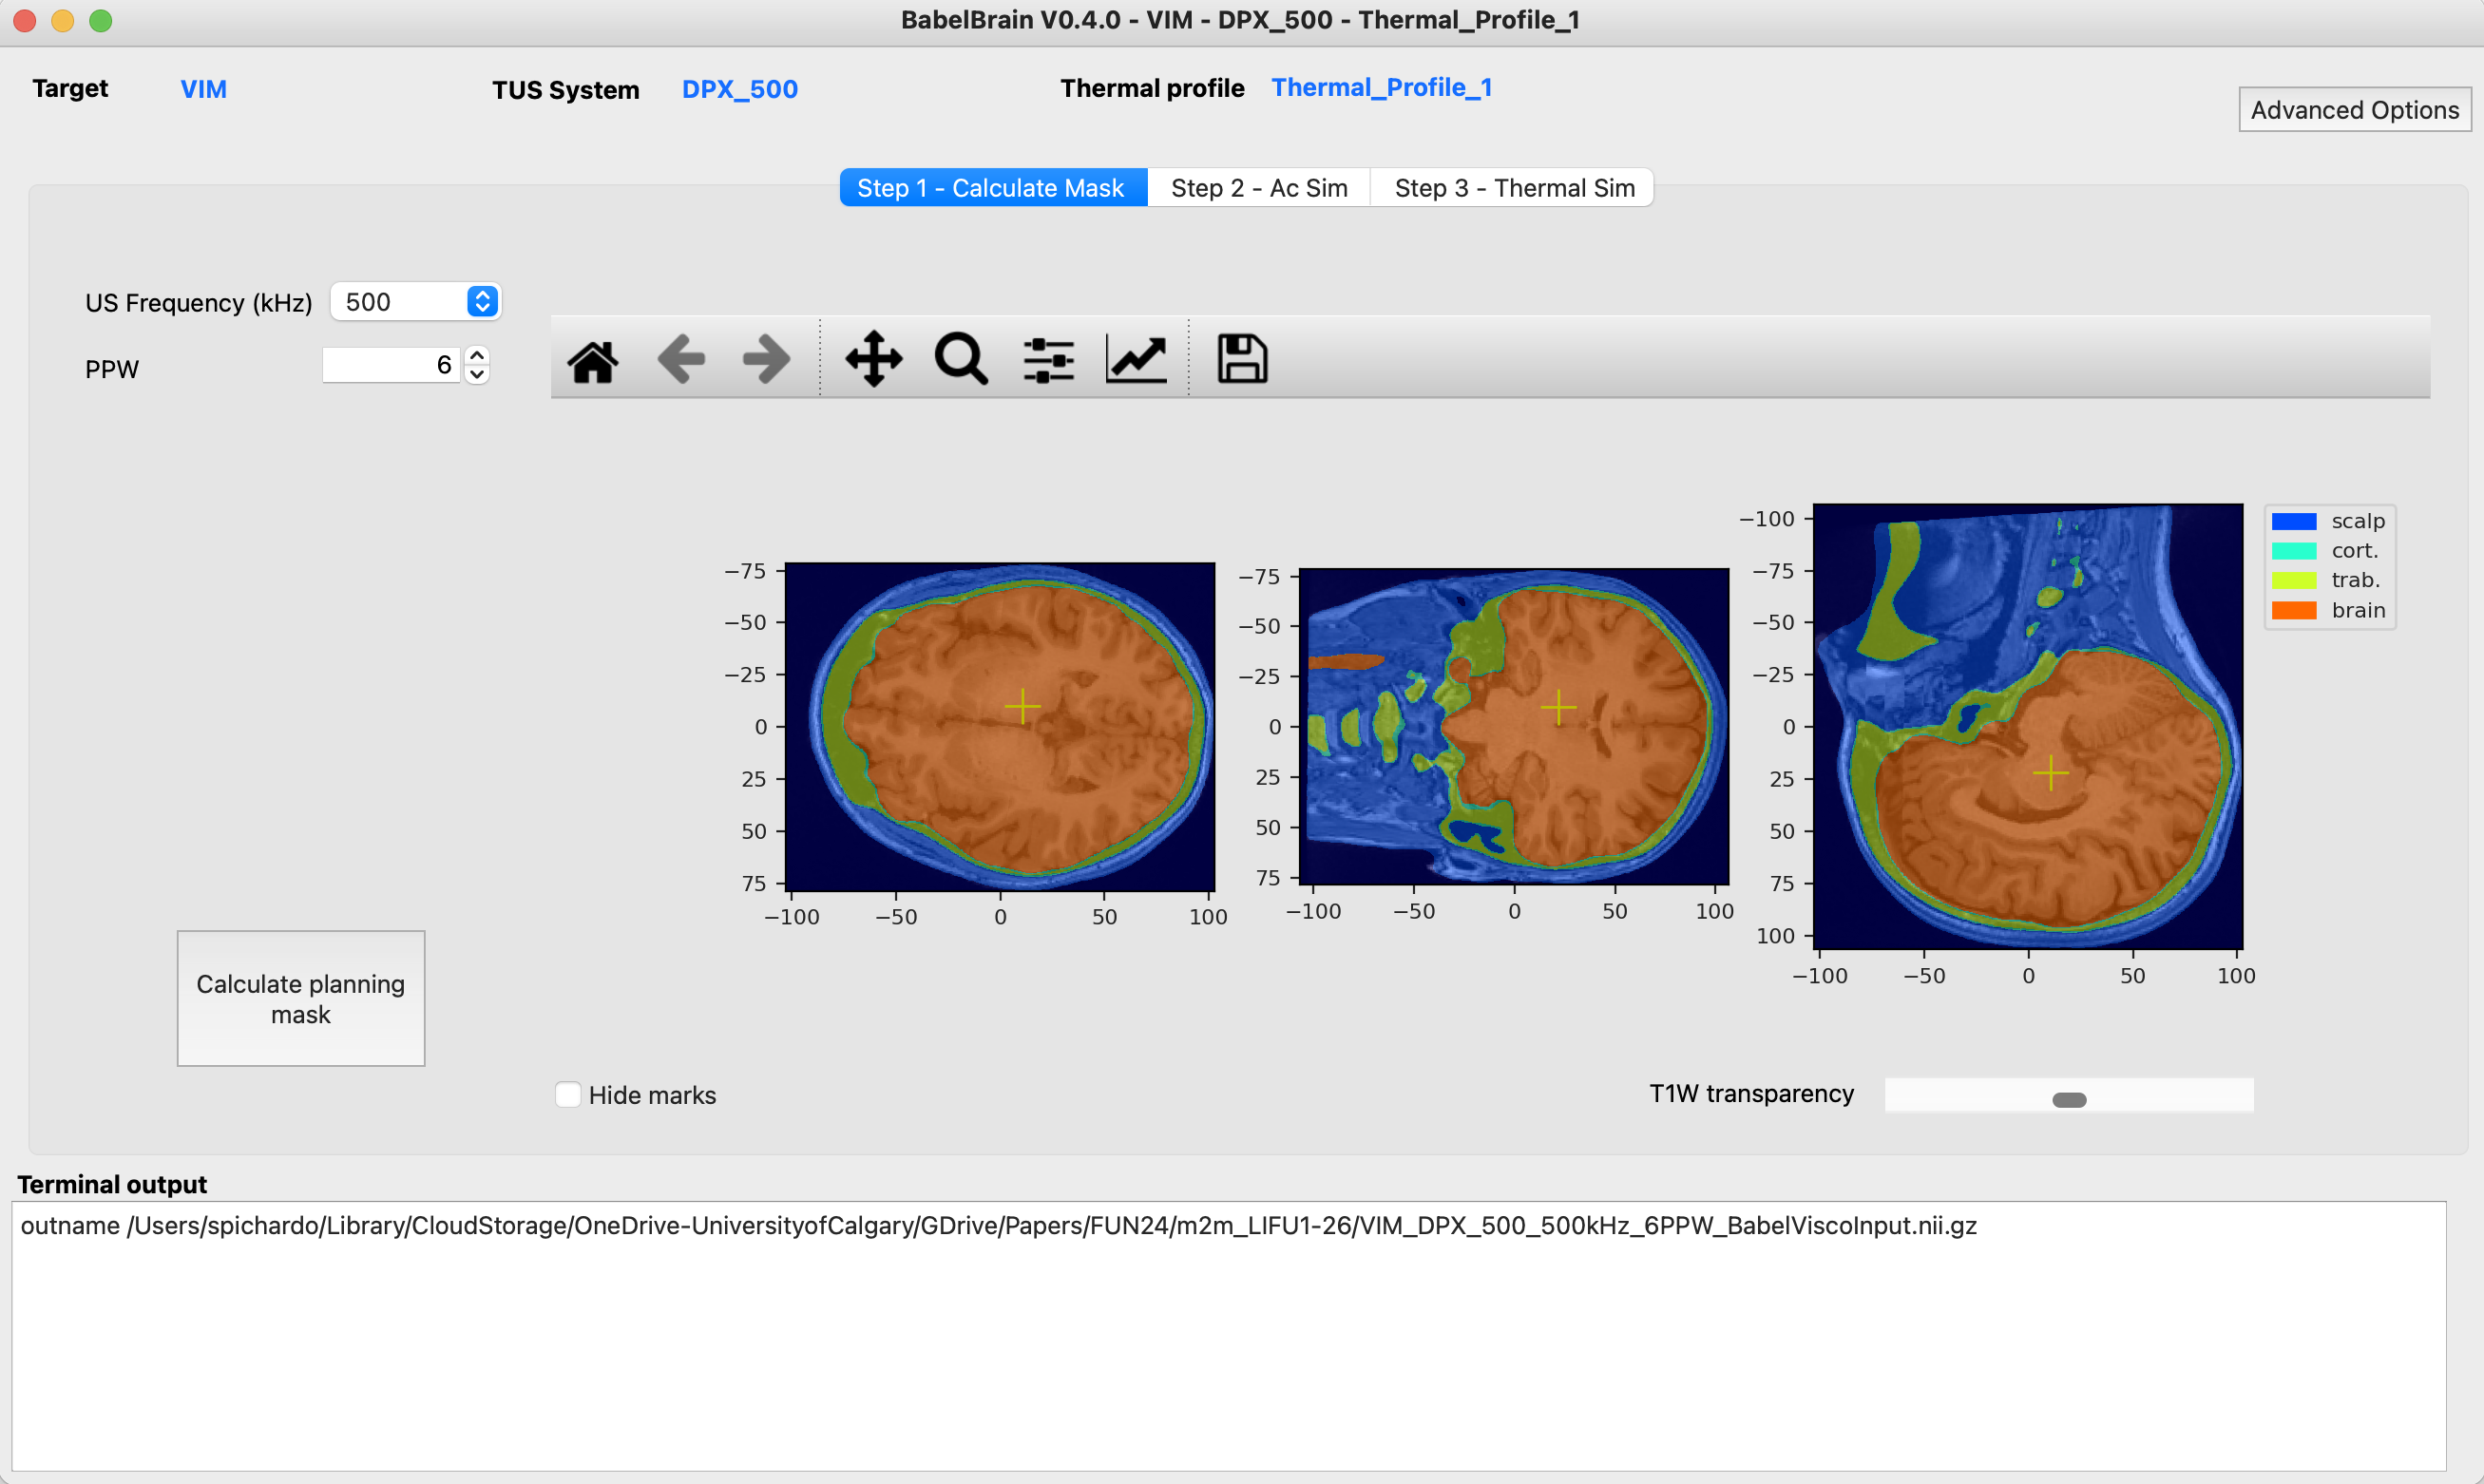 BabelBrain V0.4.0 - VIM - DPX_500 - Thermal_Profile_1
Target VIM TUS System DPX_500 Thermal profile Thermal_Profile_1
Advanced Options
Step 1 - Calculate Mask Step 2 - Ac Sim Step 3 - Thermal Sim
US Frequency (kHz) 500
PPW 6
−75
−50
−25
0
25
50
75
−100 −50 0 50 100
−75
−50
−25
0
25
50
75
−100 −50 0 50 100
−100
−75
−50
−25
0
25
50
75
100
−100 −50 0 50 100
scalp
cort.
trab.
brain
Calculate planning
mask
Hide marks
T1W transparency
Terminal output
outname /Users/spichardo/Library/CloudStorage/OneDrive-UniversityofCalgary/GDrive/Papers/FUN24/m2m_LIFU1-26/VIM_DPX_500_500kHz_6PPW_BabelViscoInput.nii.gz